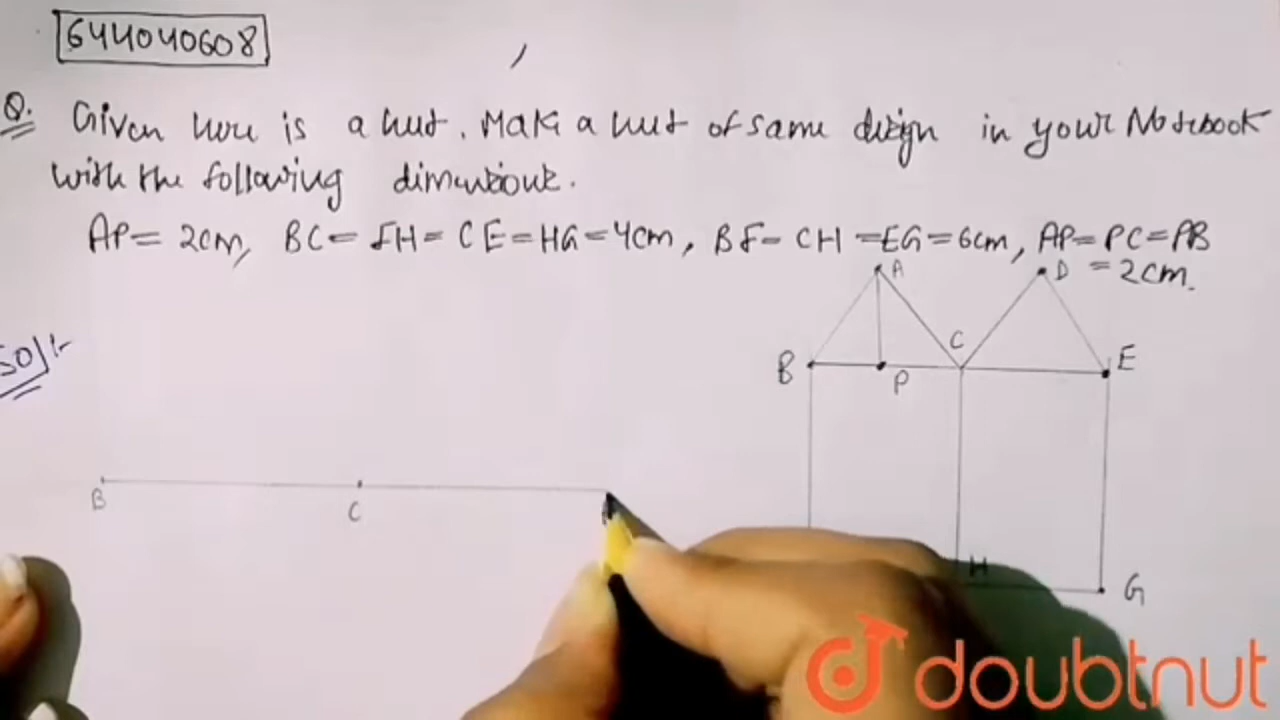 644040608
Q. Given here is a hut. Make a hut of same design in your Notebook
with the following dimentions.
AP= 2cm, BC= FH= CE=HG=4cm, BF= CH =EG=6cm, AP=PC=PB
= 2cm.
A D
Sol:-
B P C E
B C
H G
doubtnut